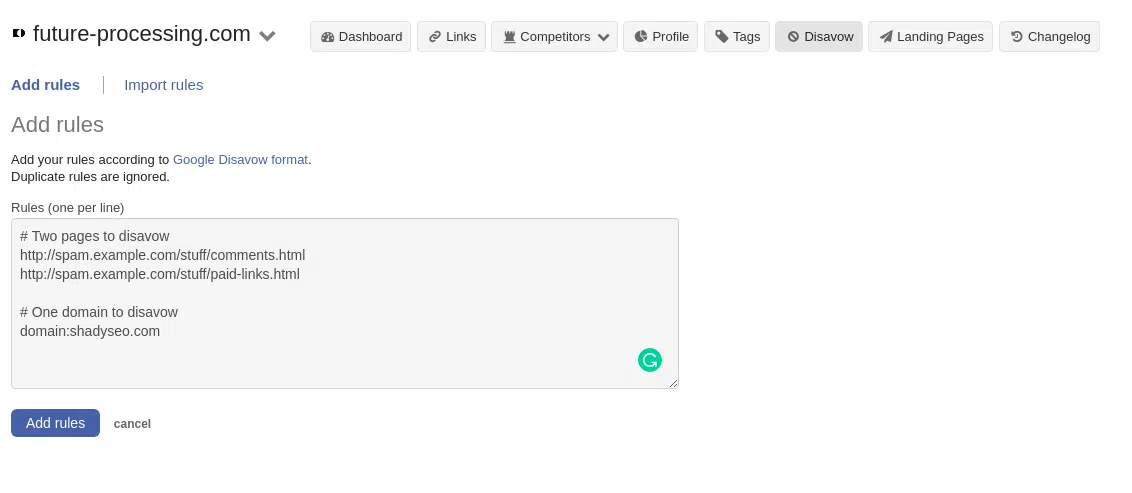 future-processing.com
Dashboard Links Competitors Profile Tags Disavow Landing Pages Changelog
Add rules Import rules
Add rules
Add your rules according to Google Disavow format.
Duplicate rules are ignored.
Rules (one per line)
# Two pages to disavow
http://spam.example.com/stuff/comments.html
http://spam.example.com/stuff/paid-links.html
# One domain to disavow
domain:shadyseo.com
Add rules cancel